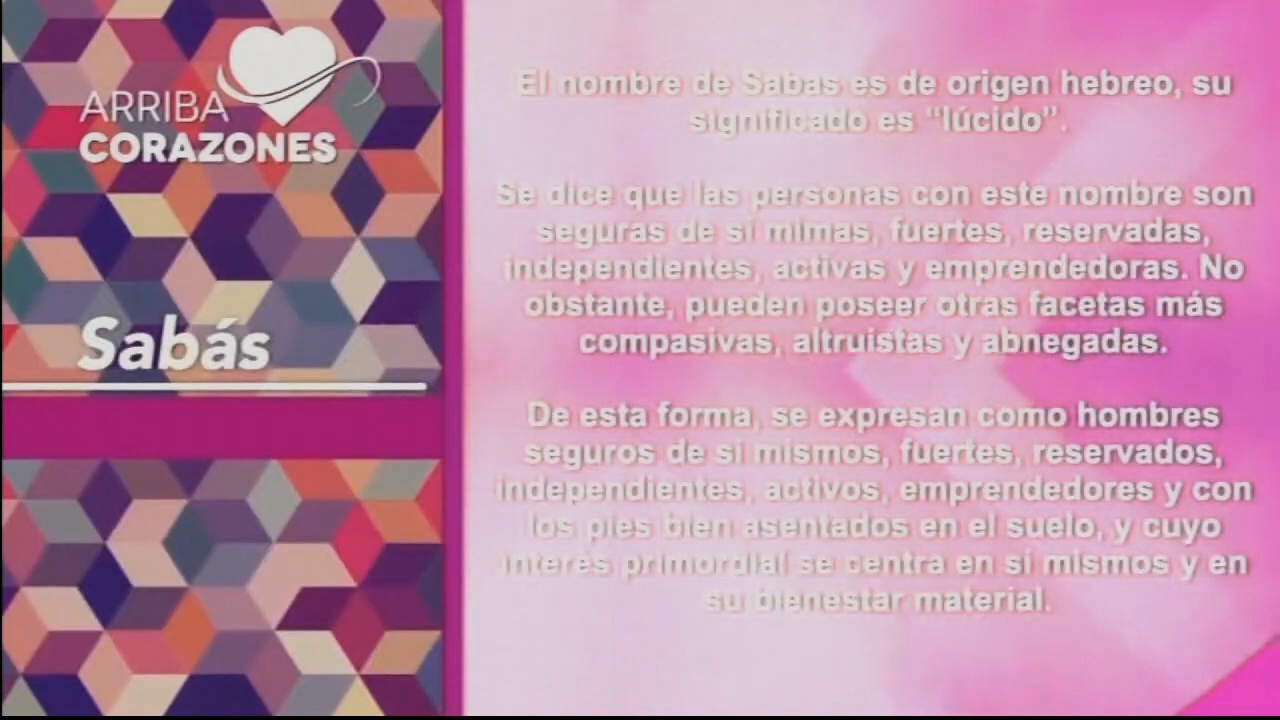 ARRIBA
CORAZONES
Sabás
El nombre de Sabas es de origen hebreo, su
significado es “lúcido”.
Se dice que las personas con este nombre son
seguras de sí mimas, fuertes, reservadas,
independientes, activas y emprendedoras. No
obstante, pueden poseer otras facetas más
compasivas, altruistas y abnegadas.
De esta forma, se expresan como hombres
seguros de si mismos, fuertes, reservados,
independientes, activos, emprendedores y con
los pies bien asentados en el suelo, y cuyo
interés primordial se centra en sí mismos y en
su bienestar material.